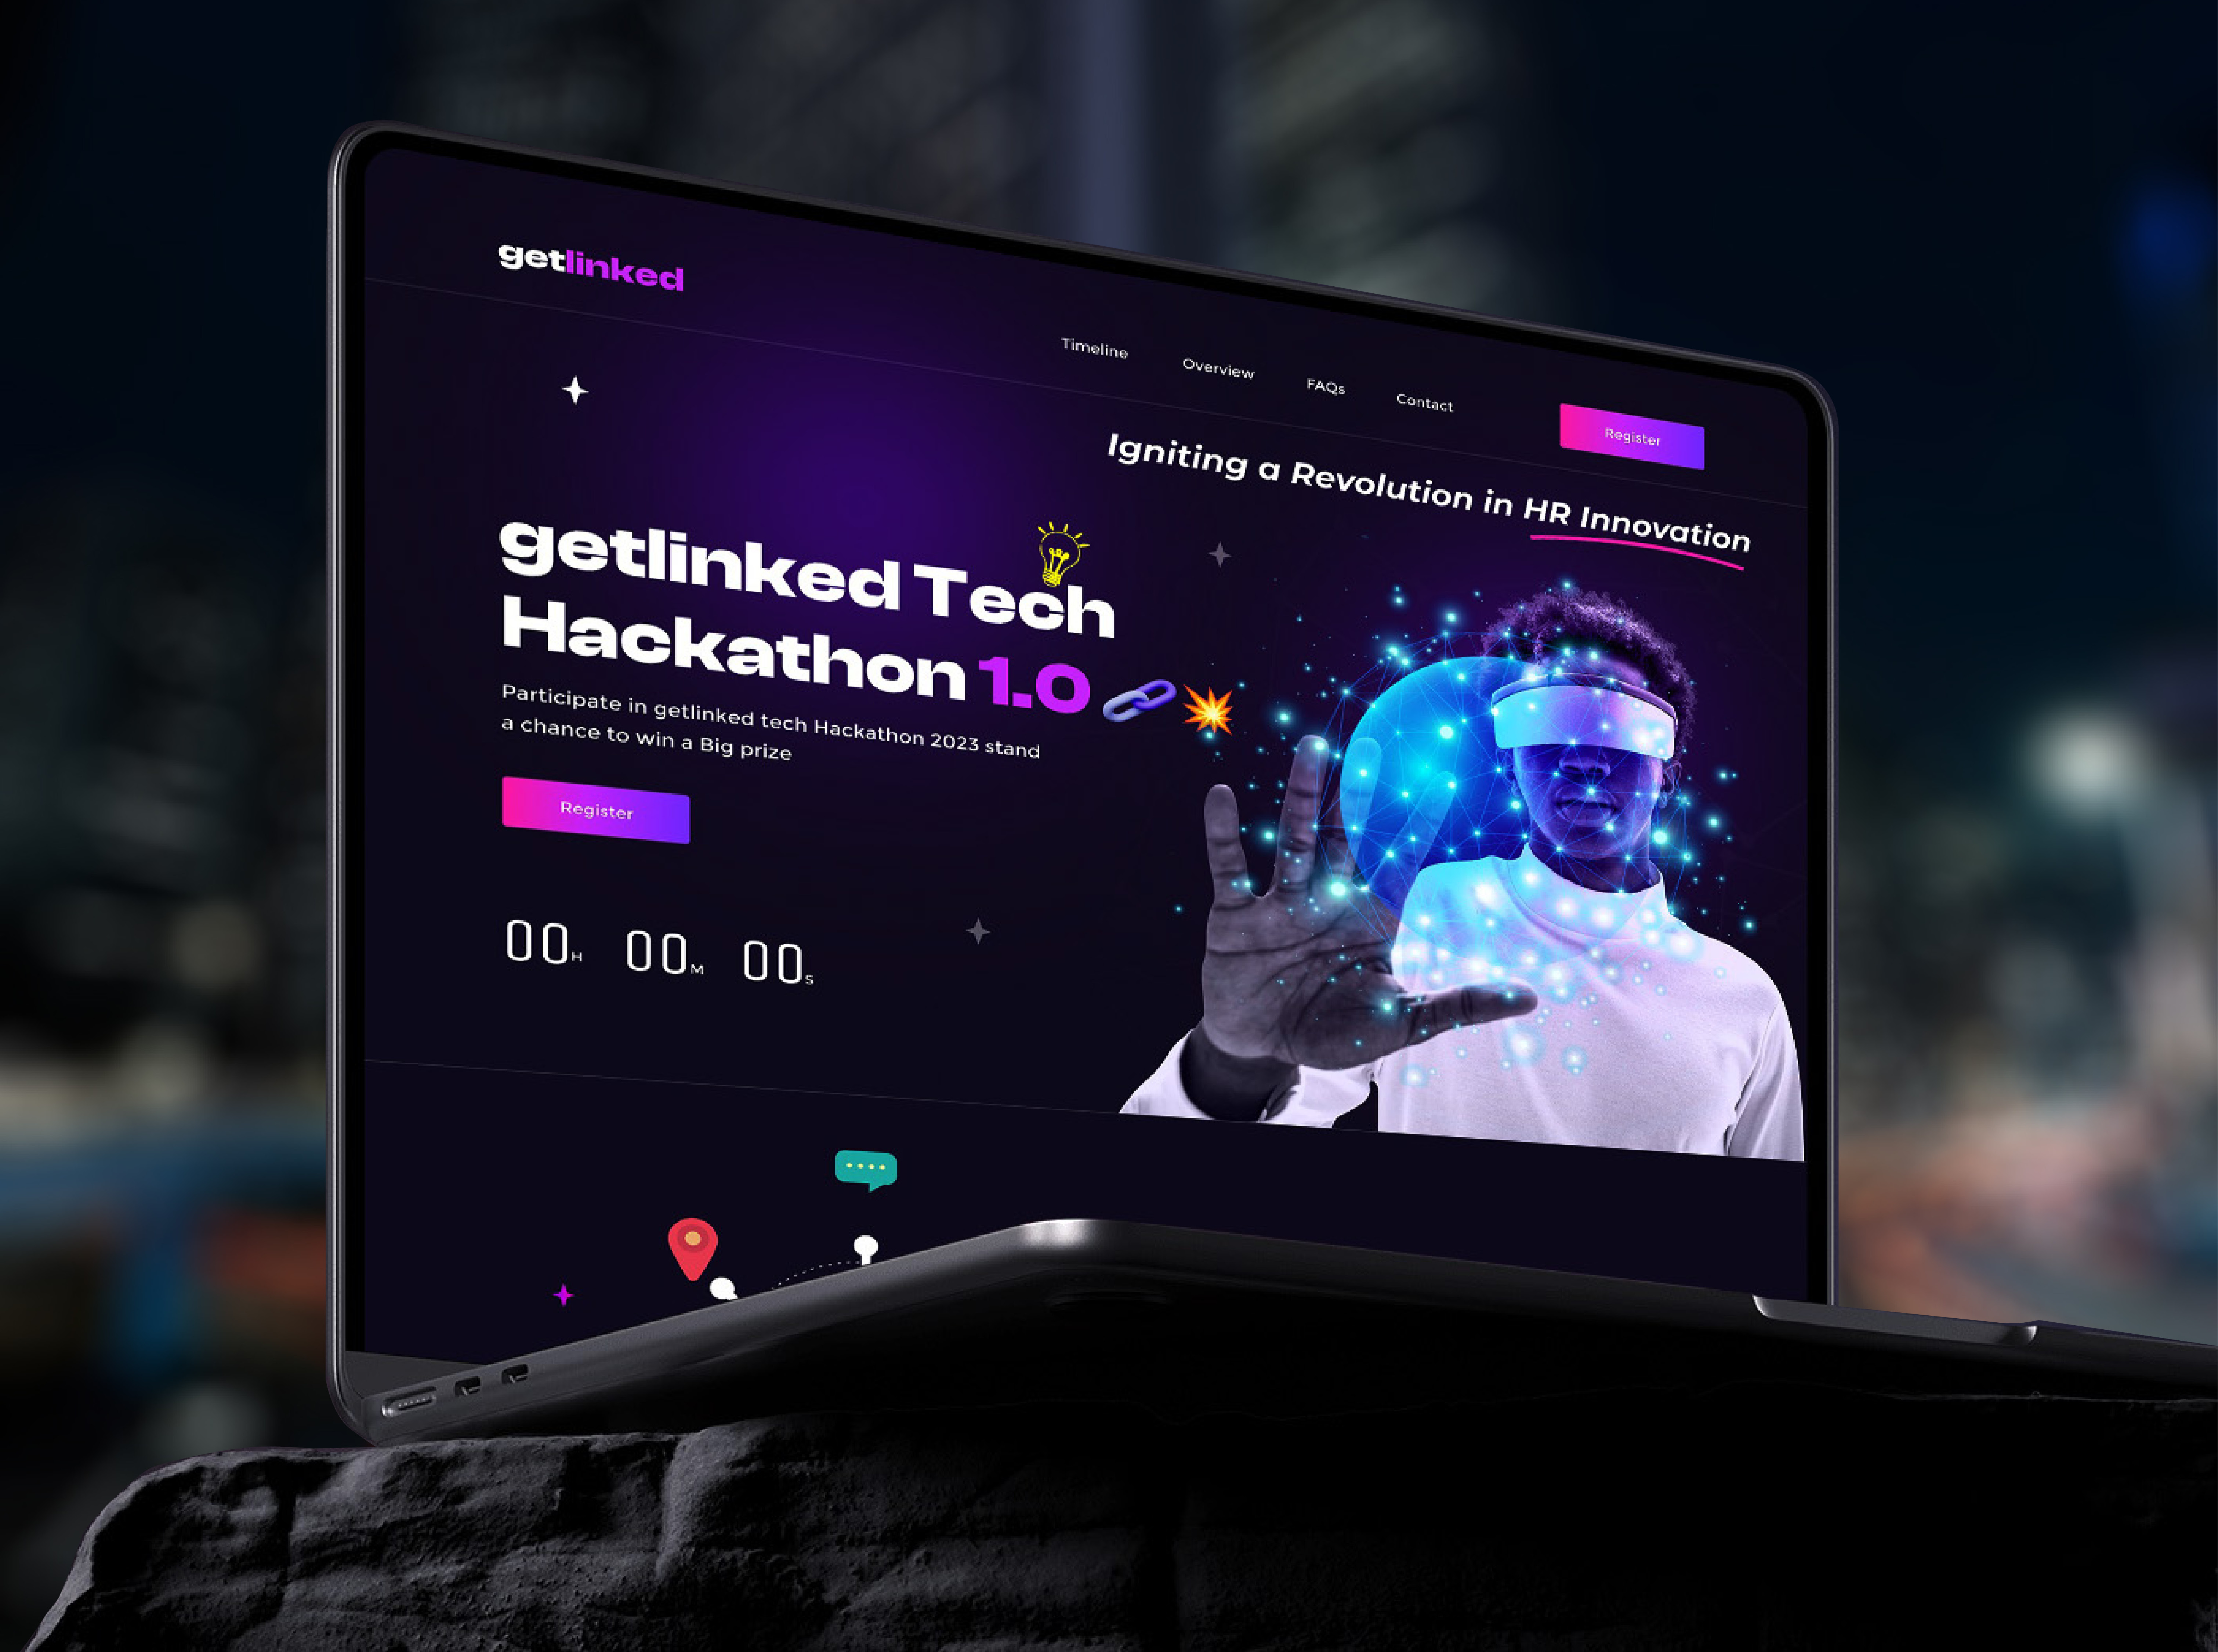 getlinked
Timeline
Overview
FAQs
Contact
Register
Igniting a Revolution in HR Innovation
getlinked Tech
Hackathon 1.0
Participate in getlinked tech Hackathon 2023 stand
a chance to win a Big prize
Register
00H 00M 00S